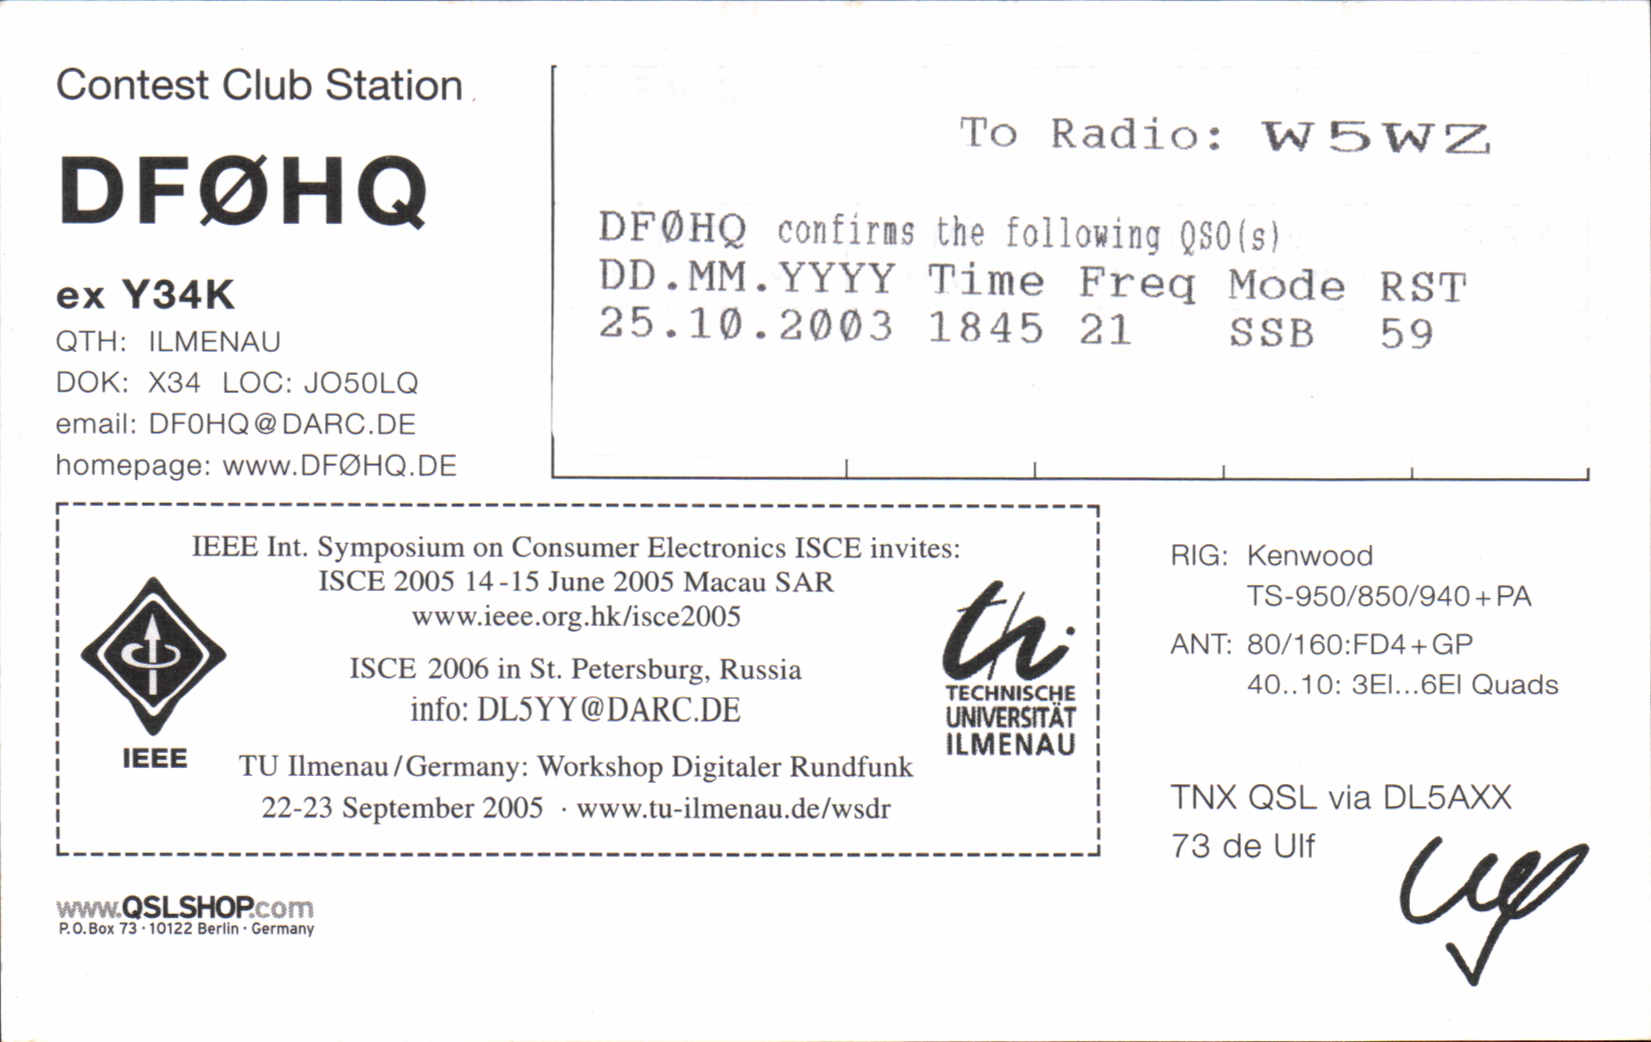 Contest Club Station
DFØHQ
ex Y34K
QTH: ILMENAU
DOK: X34 LOC: JO50LQ
email: DF0HQ@DARC.DE
homepage: www.DFØHQ.DE
To Radio: W5WZ
DFØHQ confirms the following QSO(s)
DD.MM.YYYY Time Freq Mode RST
25.10.2003 1845 21 SSB 59
IEEE Int. Symposium on Consumer Electronics ISCE invites:
ISCE 2005 14-15 June 2005 Macau SAR
www.ieee.org.hk/isce2005
ISCE 2006 in St. Petersburg, Russia
info: DL5YY@DARC.DE
TU Ilmenau/Germany: Workshop Digitaler Rundfunk
22-23 September 2005 · www.tu-ilmenau.de/wsdr
IEEE
th
TECHNISCHE
UNIVERSITÄT
ILMENAU
RIG: Kenwood
TS-950/850/940+PA
ANT: 80/160:FD4+GP
40..10: 3El...6El Quads
TNX QSL via DL5AXX
73 de Ulf
Ulf
www.QSLSHOP.com
P.O.Box 73 · 10122 Berlin · Germany